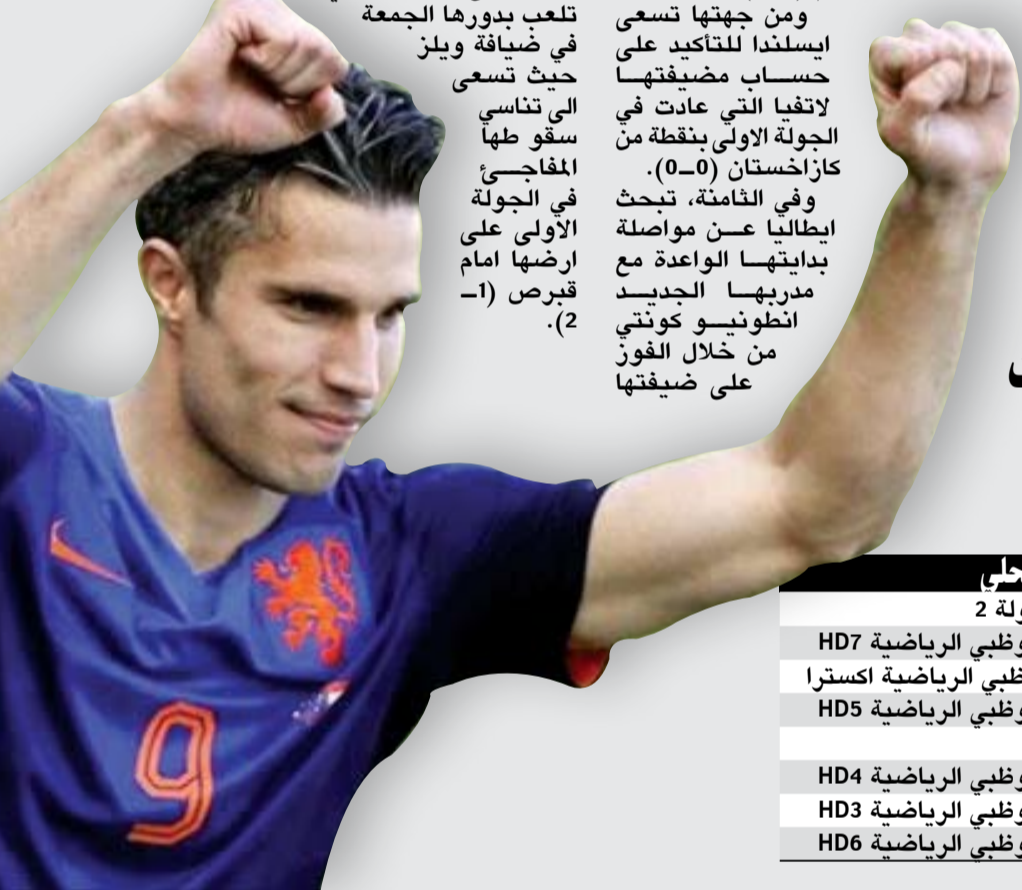 ومن جهتها تسعى
ايسلندا للتأكيد على
حساب مضيفتها
لاتفيا التي عادت في
الجولة الاولى بنقطة من
كازاخستان (0-0).
وفي الثامنة، تبحث
ايطاليا عن مواصلة
بدايتها الواعدة مع
مدربها الجديد
انطونيو كونتي
من خلال الفوز
على ضيفتها
تلعب بدورها الجمعة
في ضيافة ويلز
حيث تسعى
الى تناسي
سقو طها
المفاجئ
في الجولة
الاولى على
ارضها امام
قبرص (1-
2).
حلي
ولة 2
وظبي الرياضية HD7
ظبي الرياضية اكسترا
وظبي الرياضية HD5
وظبي الرياضية HD4
وظبي الرياضية HD3
وظبي الرياضية HD6
9